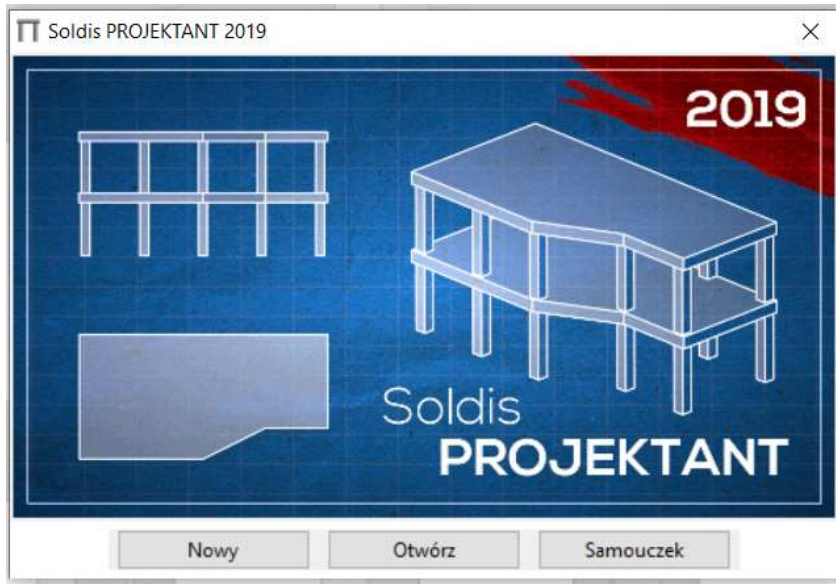 Soldis PROJEKTANT 2019
2019
Soldis
PROJEKTANT
Nowy
Otwórz
Samouczek